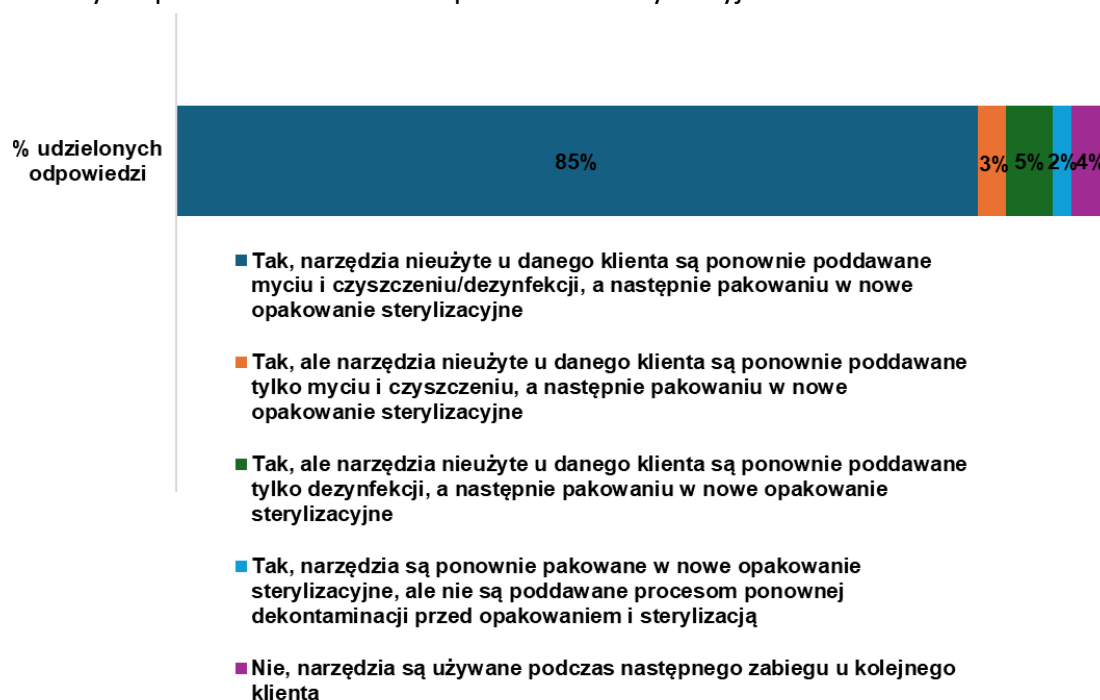 % udzielonych
odpowiedzi
85%
3%
5%
2%
4%
Tak, narzędzia nieużyte u danego klienta są ponownie poddawane
myciu i czyszczeniu/dezynfekcji, a następnie pakowaniu w nowe
opakowanie sterylizacyjne
Tak, ale narzędzia nieużyte u danego klienta są ponownie poddawane
tylko myciu i czyszczeniu, a następnie pakowaniu w nowe
opakowanie sterylizacyjne
Tak, ale narzędzia nieużyte u danego klienta są ponownie poddawane
tylko dezynfekcji, a następnie pakowaniu w nowe opakowanie
sterylizacyjne
Tak, narzędzia są ponownie pakowane w nowe opakowanie
sterylizacyjne, ale nie są poddawane procesom ponownej
dekontaminacji przed opakowaniem i sterylizacją
Nie, narzędzia są używane podczas następnego zabiegu u kolejnego
klienta